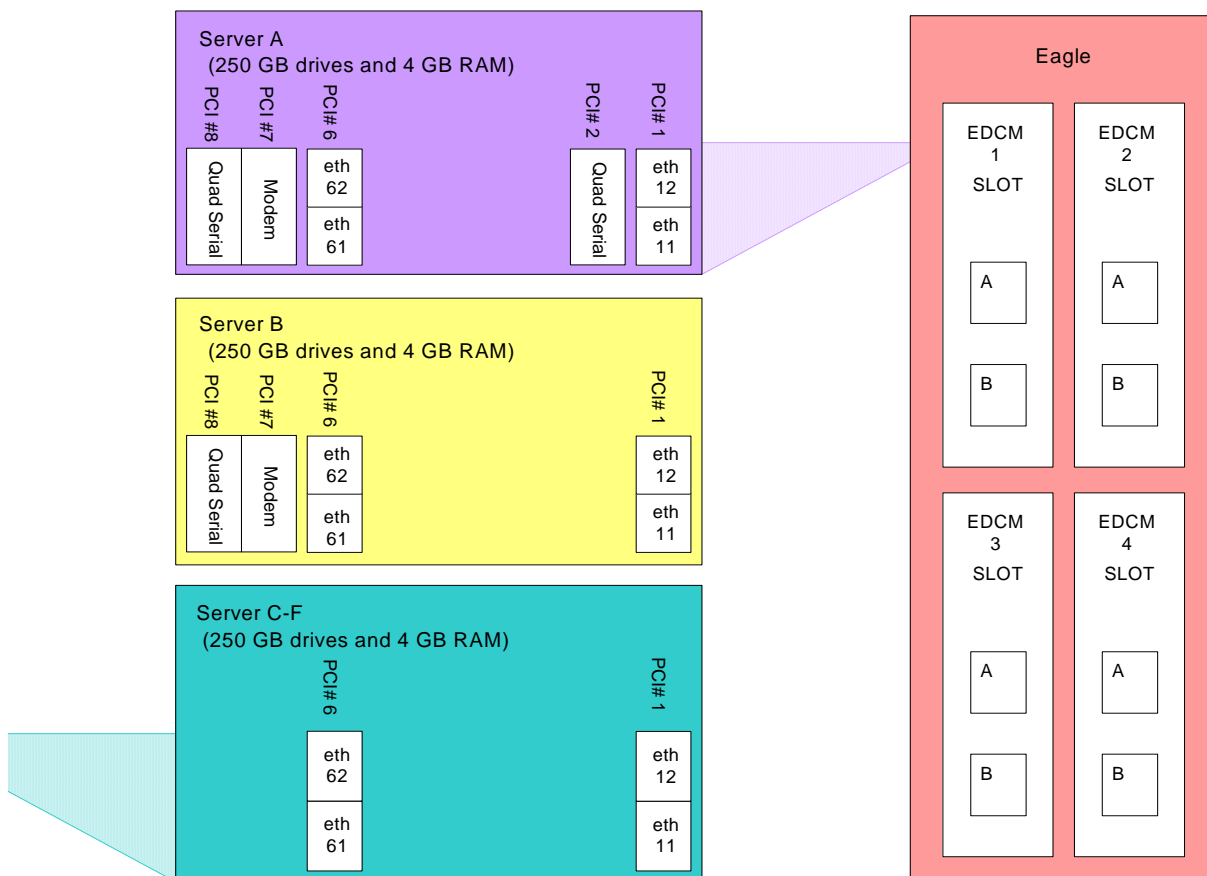 Server A
(250 GB drives and 4 GB RAM)
PCI #8
PCI #7
PCI# 6
PCI# 2
PCI# 1
Quad Serial
Modem
eth
62
eth
61
Quad Serial
eth
12
eth
11
Server B
(250 GB drives and 4 GB RAM)
PCI #8
PCI #7
PCI# 6
PCI# 1
Quad Serial
Modem
eth
62
eth
61
eth
12
eth
11
Server C-F
(250 GB drives and 4 GB RAM)
PCI# 6
PCI# 1
eth
62
eth
61
eth
12
eth
11
Eagle
EDCM
1
SLOT
A
B
EDCM
2
SLOT
A
B
EDCM
3
SLOT
A
B
EDCM
4
SLOT
A
B